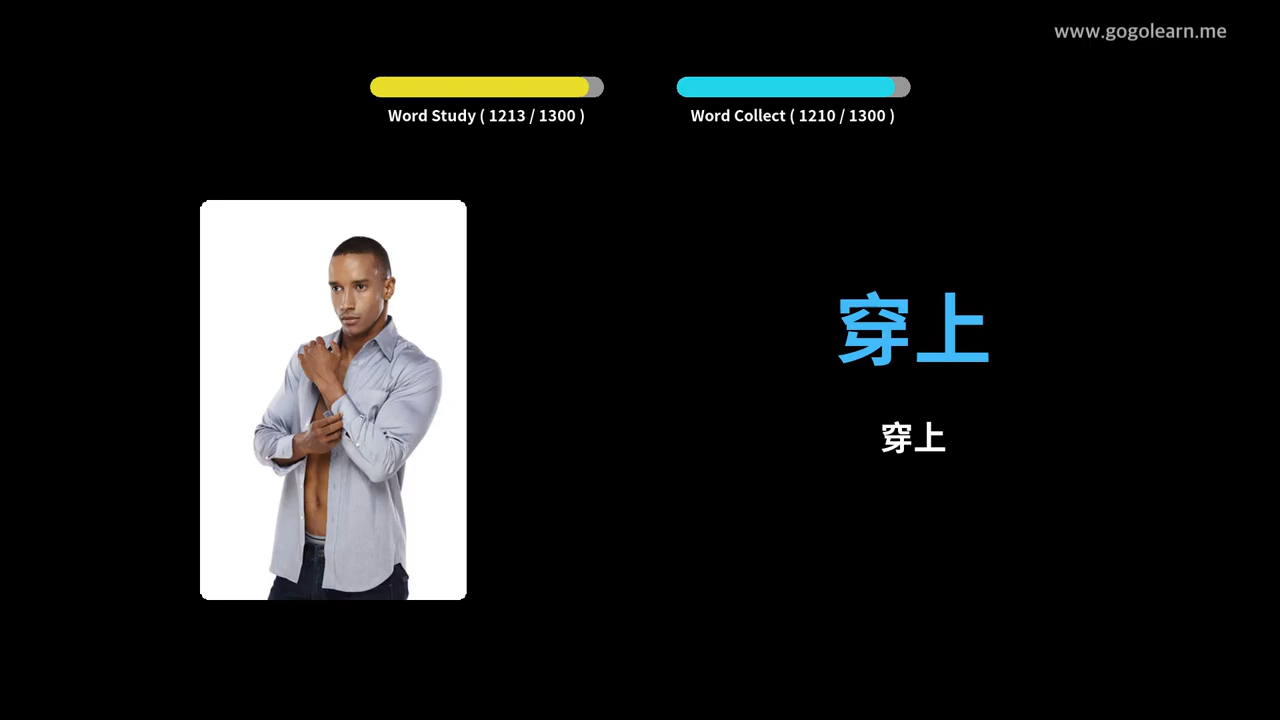 www.gogolearn.me
Word Study ( 1213 / 1300 )
Word Collect ( 1210 / 1300 )
穿上
穿上